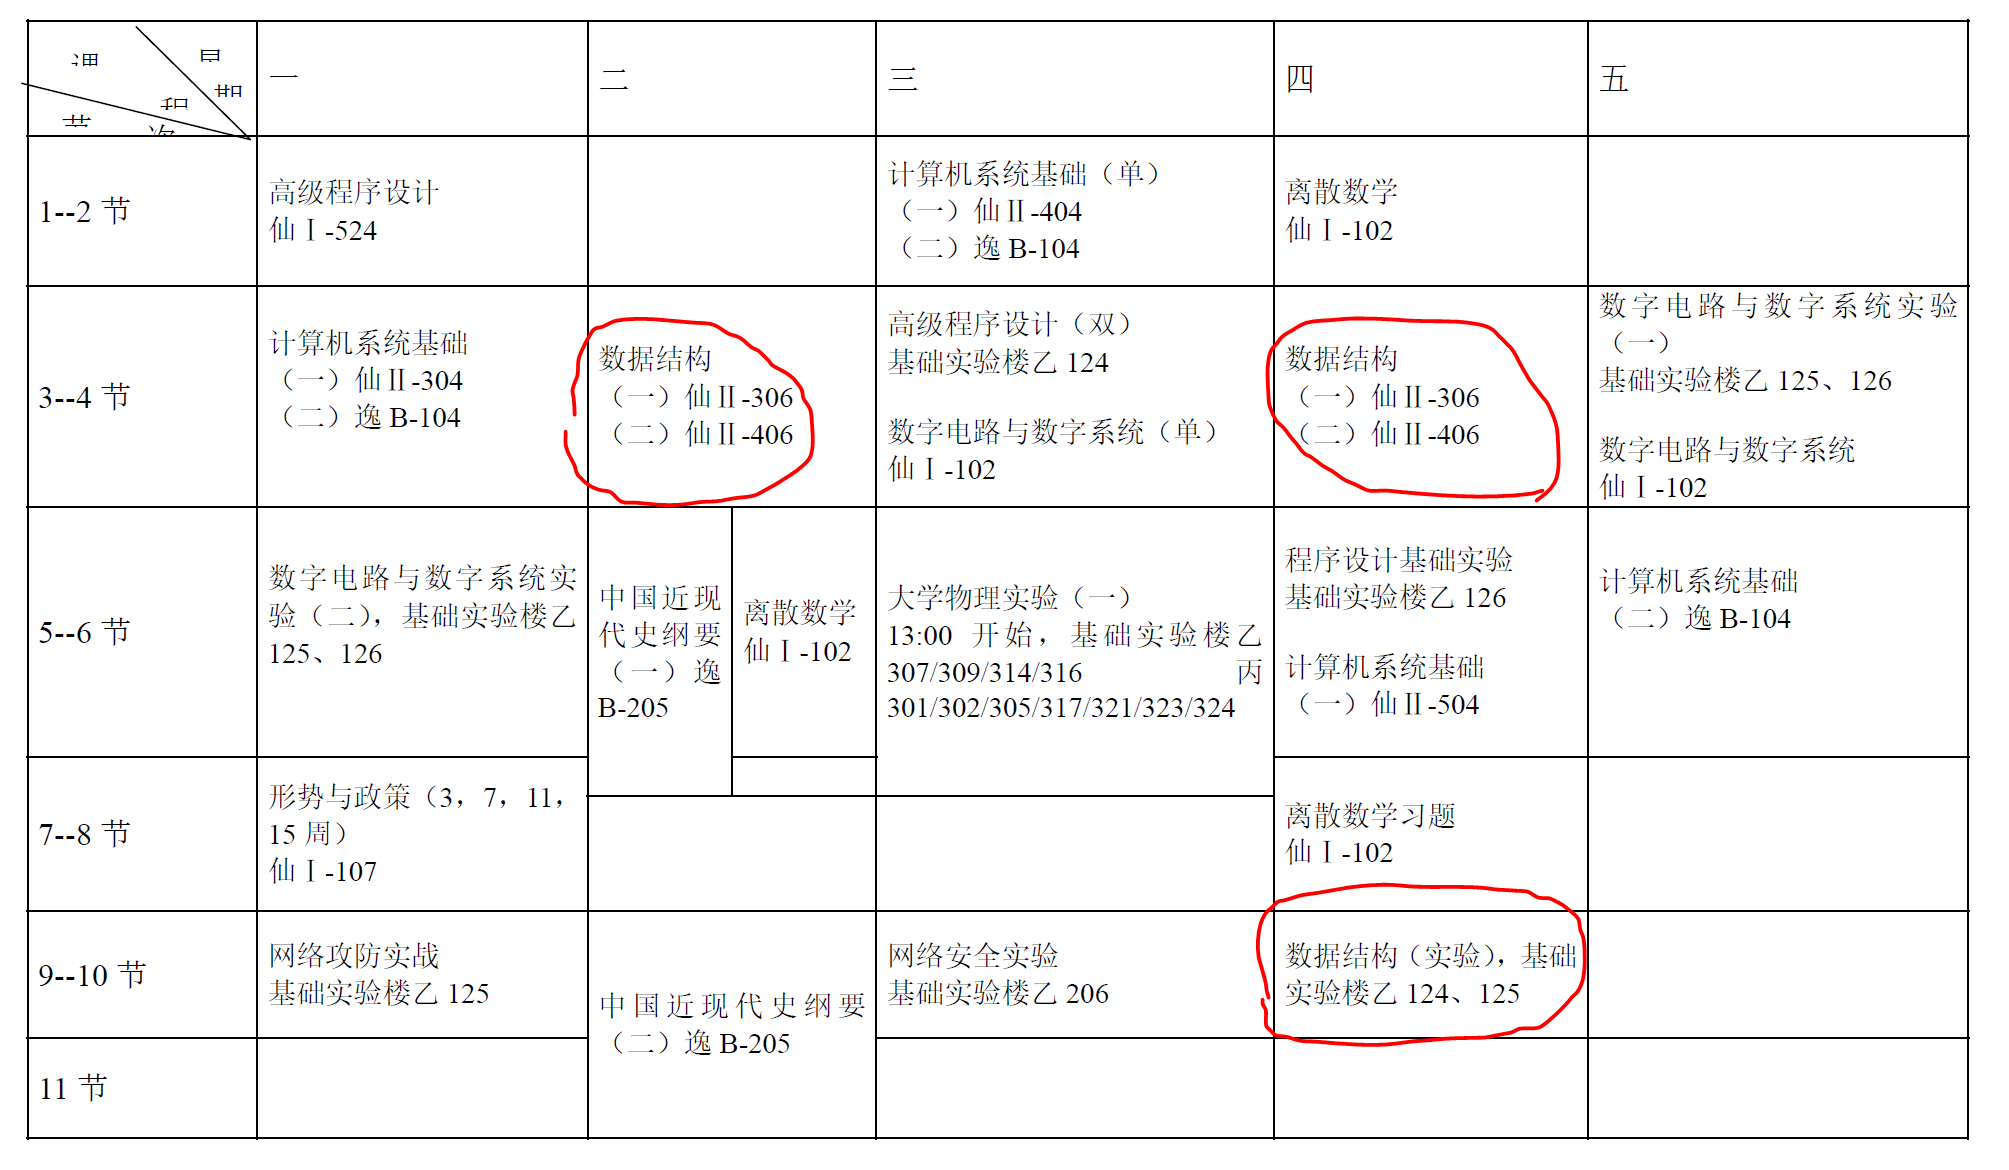 课 星
程 期
节 次
一 二 三 四 五
1--2 节
高级程序设计
仙Ⅰ-524
计算机系统基础（单）
（一）仙Ⅱ-404
（二）逸 B-104
离散数学
仙Ⅰ-102
3--4 节
计算机系统基础
（一）仙Ⅱ-304
（二）逸 B-104
数据结构
（一）仙Ⅱ-306
（二）仙Ⅱ-406
高级程序设计（双）
基础实验楼乙 124
数字电路与数字系统（单）
仙Ⅰ-102
数据结构
（一）仙Ⅱ-306
（二）仙Ⅱ-406
数字电路与数字系统实验
（一）
基础实验楼乙 125、126
数字电路与数字系统
仙Ⅰ-102
5--6 节
数字电路与数字系统实
验（二），基础实验楼乙
125、126
中国近现
代史纲要
（一）逸
B-205
离散数学
仙Ⅰ-102
大学物理实验（一）
13:00 开始，基础实验楼乙
307/309/314/316 丙
301/302/305/317/321/323/324
程序设计基础实验
基础实验楼乙 126
计算机系统基础
（一）仙Ⅱ-504
计算机系统基础
（二）逸 B-104
7--8 节
形势与政策（3，7，11，
15 周）
仙Ⅰ-107
离散数学习题
仙Ⅰ-102
9--10 节
网络攻防实战
基础实验楼乙 125
中国近现代史纲要
（二）逸 B-205
网络安全实验
基础实验楼乙 206
数据结构（实验），基础
实验楼乙 124、125
11 节